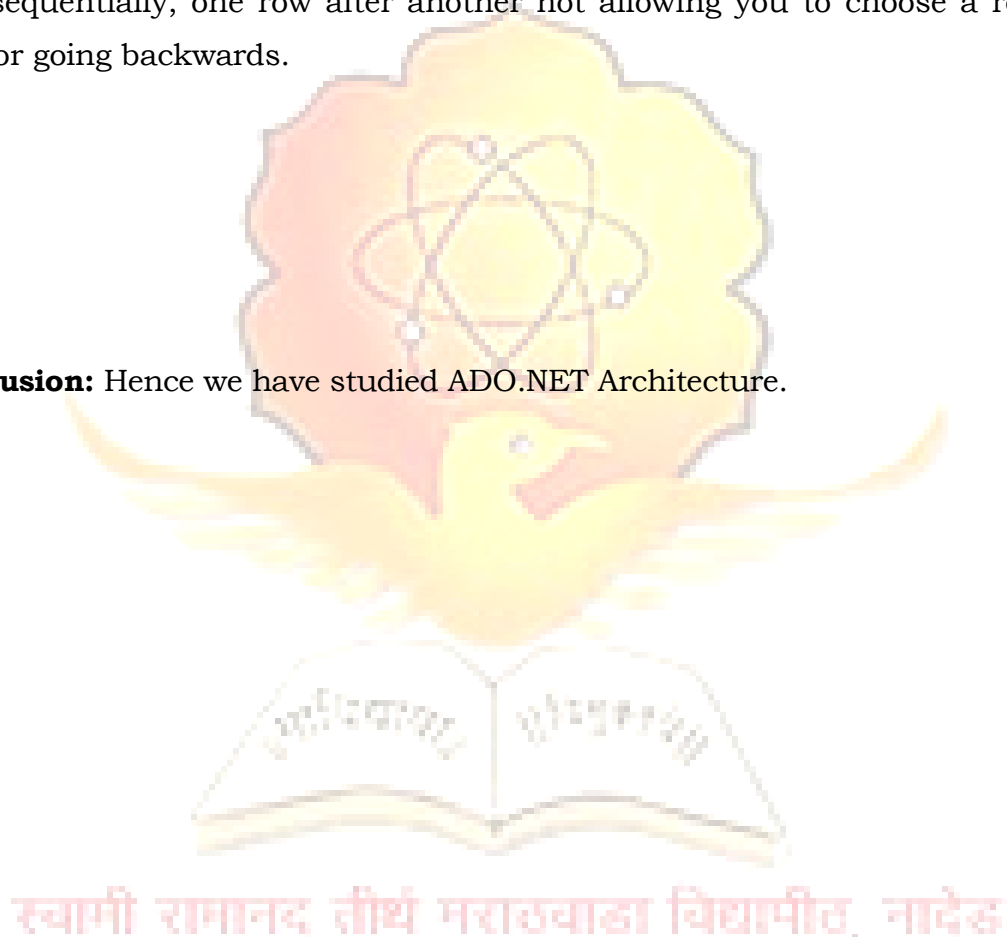 sequentially, one row after another not allowing you to choose a
or going backwards.
usion: Hence we have studied ADO.NET Architecture.
स्वामी रामानंद तीर्थ मराठवाडा विद्यापीठ, नांदेड